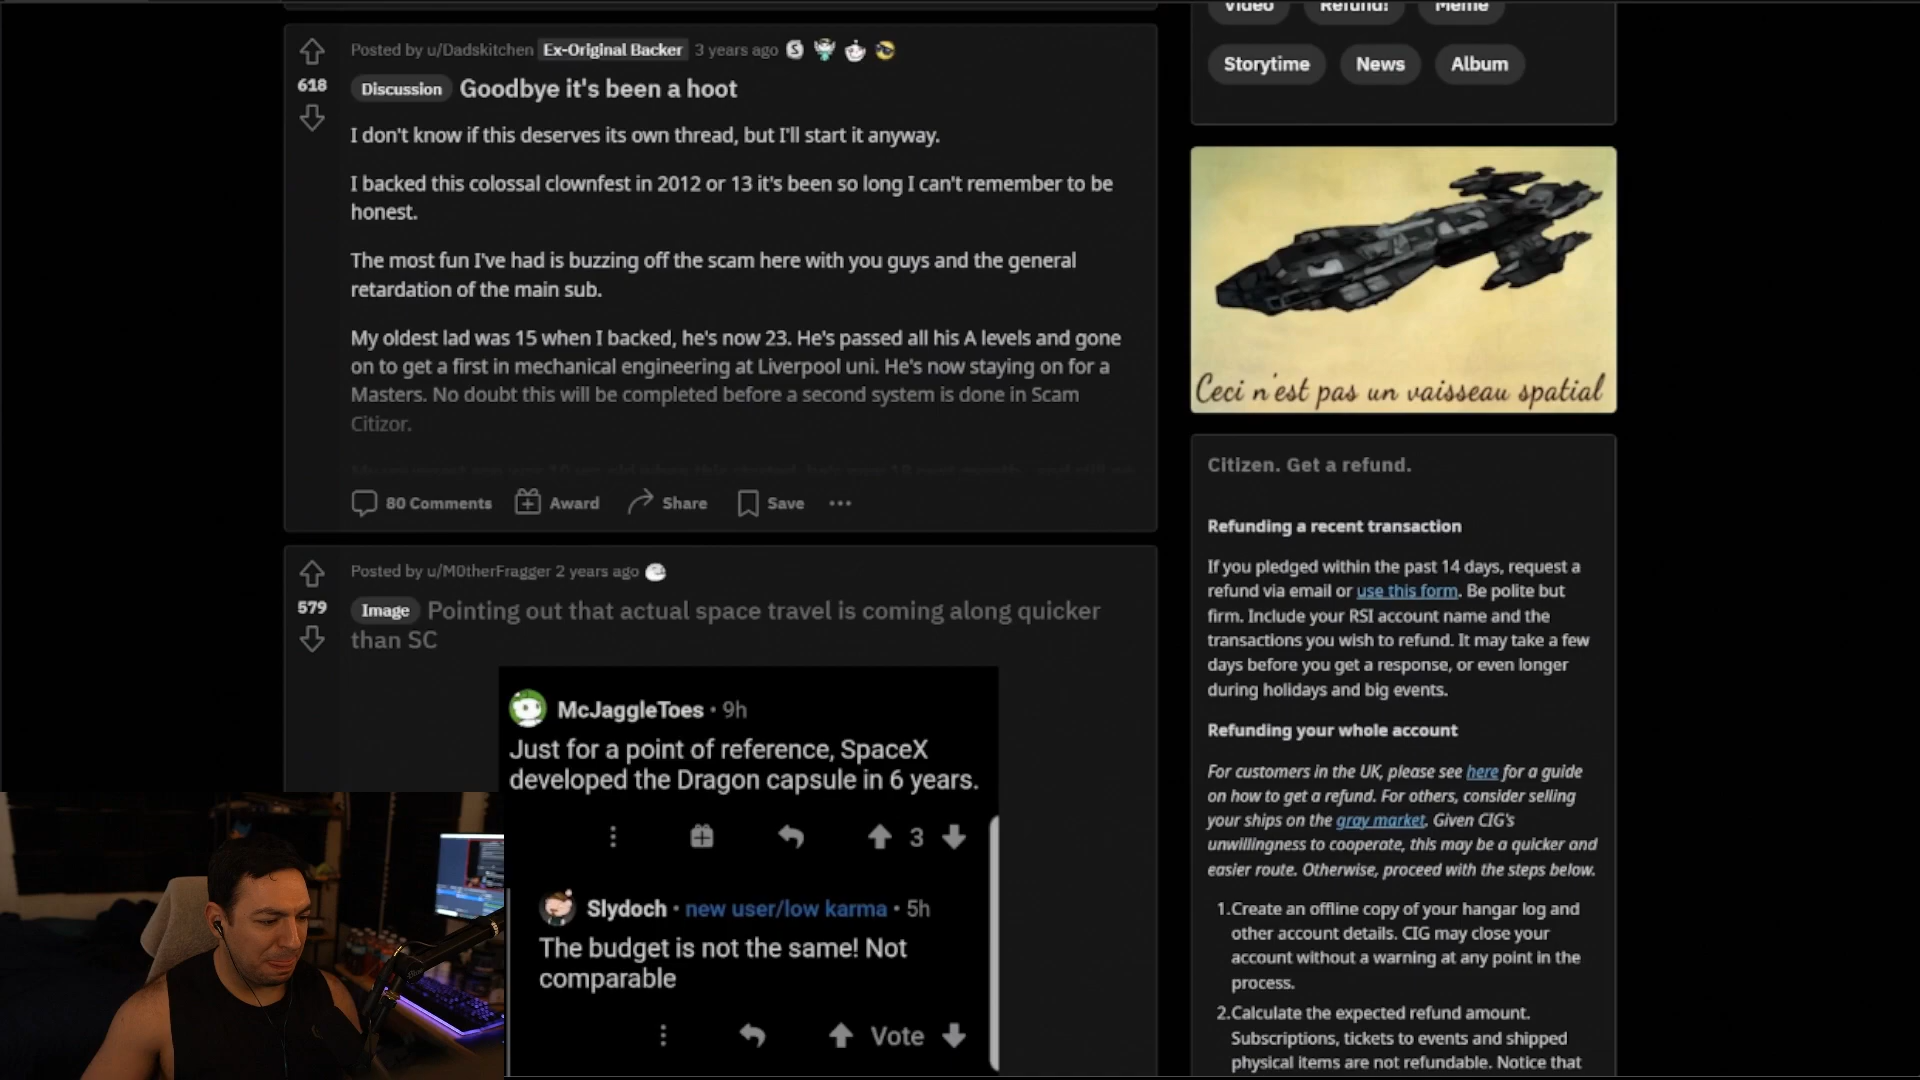 Posted by u/Dadskitchen Ex-Original Backer 3 years ago
618
Discussion Goodbye it's been a hoot
I don't know if this deserves its own thread, but I'll start it anyway.
I backed this colossal clownfest in 2012 or 13 it's been so long I can't remember to be
honest.
The most fun I've had is buzzing off the scam here with you guys and the general
retardation of the main sub.
My oldest lad was 15 when I backed, he's now 23. He's passed all his A levels and gone
on to get a first in mechanical engineering at Liverpool uni. He's now staying on for a
Masters. No doubt this will be completed before a second system is done in Scam
Citizor.
80 Comments Award Share Save
Posted by u/M0therFragger 2 years ago
579
Image Pointing out that actual space travel is coming along quicker
than SC
McJaggleToes • 9h
Just for a point of reference, SpaceX
developed the Dragon capsule in 6 years.
3
Slydoch • new user/low karma • 5h
The budget is not the same! Not
comparable
Vote
Video Refund! Meme
Storytime News Album
Ceci n'est pas un vaisseau spatial
Citizen. Get a refund.
Refunding a recent transaction
If you pledged within the past 14 days, request a
refund via email or use this form. Be polite but
firm. Include your RSI account name and the
transactions you wish to refund. It may take a few
days before you get a response, or even longer
during holidays and big events.
Refunding your whole account
For customers in the UK, please see here for a guide
on how to get a refund. For others, consider selling
your ships on the gray market. Given CIG's
unwillingness to cooperate, this may be a quicker and
easier route. Otherwise, proceed with the steps below.
1.Create an offline copy of your hangar log and
other account details. CIG may close your
account without a warning at any point in the
process.
2.Calculate the expected refund amount.
Subscriptions, tickets to events and shipped
physical items are not refundable. Notice that